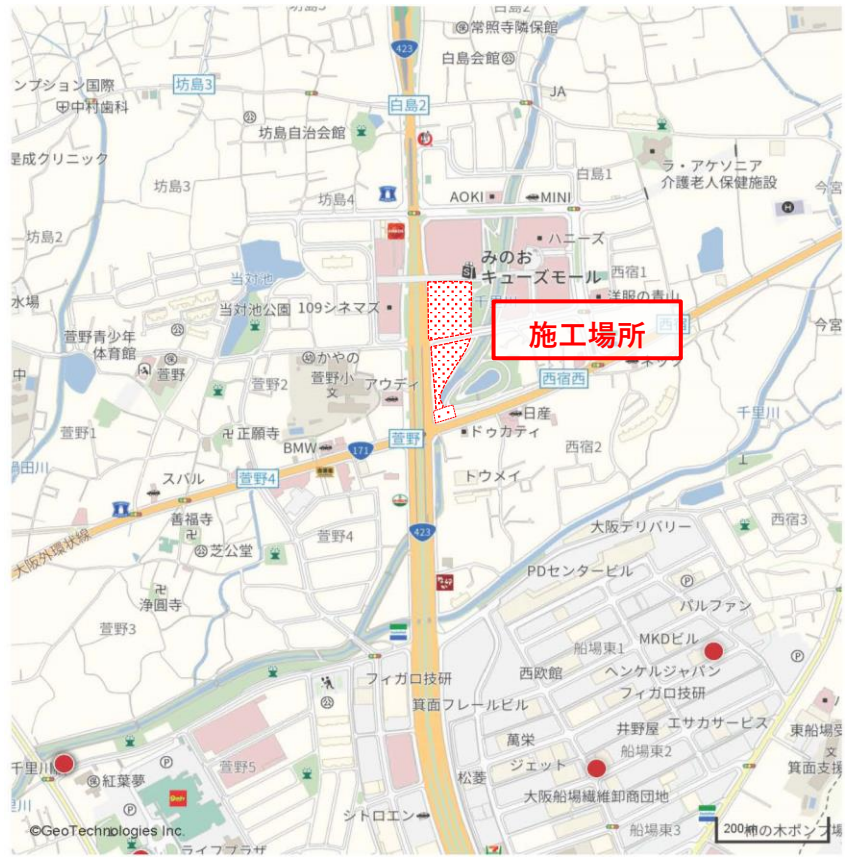 常照寺隣保館
423
白島会館
ンプション国際
坊島3
中村歯科
JA
白島2
坊島自治会館
是成クリニック
ラ・アケソニア
介護老人保健施設
白島1
坊島3
坊島4
AOKI
MINI
今宮
H
坊島2
ハニーズ
みのお
キューズモール
西宿1
当対池
洋服の青山
水場
当対池公園
109シネマズ
施工場所
今宮
萱野青少年
体育館
かやの
萱野小
文
中
萱野
萱野2
アウディ
西宿西
千里川
日産
萱野1
正願寺
萱野
ドゥカティ
BMW
171
西宿2
スバル
萱野4
トウメイ
善福寺
大阪デリバリー
西宿3
萱野4
423
大阪外環状線
芝公堂
PDセンタービル
浄圓寺
P
パルファン
萱野3
MKDビル
船場東1
P
西欧館
ヘンケルジャパン
フィガロ技研
フィガロ技研
箕面フレールビル
井野屋
エサカサービス
萬栄
船場東2
東船場
文
箕面支援
千里川
P
萱野5
ジェット
松菱
紅葉夢
大阪船場繊維卸商団地
P
シトロエン
©GeoTechnologies Inc.
船場東3
200m
柿の木ポンプ場
ライフプラザ